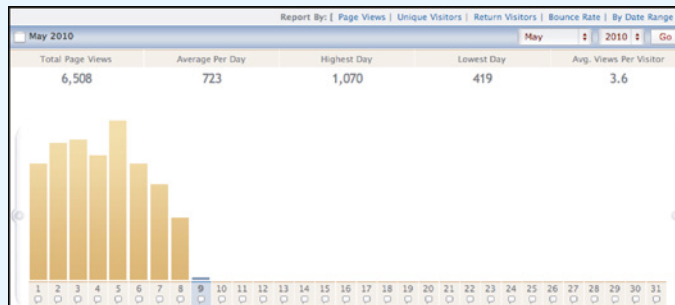 Report By: [ Page Views | Unique Visitors | Return Visitors | Bounce Rate | By Date Range
May 2010 May 2010 Go
Total Page Views Average Per Day Highest Day Lowest Day Avg. Views Per Visitor
6,508 723 1,070 419 3.6
1 2 3 4 5 6 7 8 9 10 11 12 13 14 15 16 17 18 19 20 21 22 23 24 25 26 27 28 29 30 31